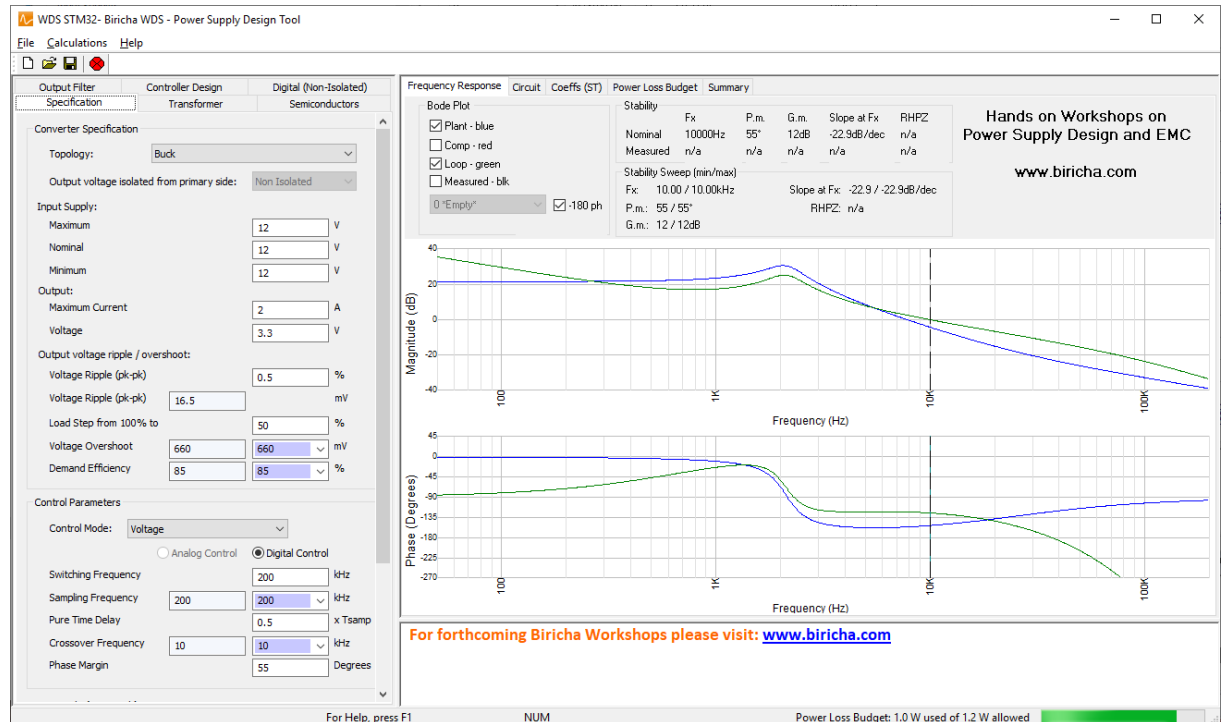 WDS STM32- Biricha WDS - Power Supply Design Tool
File Calculations Help
Output Filter Controller Design Digital (Non-Isolated)
Specification Transformer Semiconductors
Converter Specification
Topology: Buck
Output voltage isolated from primary side: Non Isolated
Input Supply:
Maximum 12 V
Nominal 12 V
Minimum 12 V
Output:
Maximum Current 2 A
Voltage 3.3 V
Output voltage ripple / overshoot:
Voltage Ripple (pk-pk) 0.5 %
Voltage Ripple (pk-pk) 16.5 mV
Load Step from 100% to 50 %
Voltage Overshoot 660 660 mV
Demand Efficiency 85 85 %
Control Parameters
Control Mode: Voltage
Analog Control Digital Control
Switching Frequency 200 kHz
Sampling Frequency 200 200 kHz
Pure Time Delay 0.5 x Tsamp
Crossover Frequency 10 10 kHz
Phase Margin 55 Degrees
Frequency Response Circuit Coeffs (ST) Power Loss Budget Summary
Bode Plot
Plant - blue
Comp - red
Loop - green
Measured - blk
0 "Empty" -180 ph
Stability
Fx P.m. G.m. Slope at Fx RHPZ
Nominal 10000Hz 55° 12dB -22.9dB/dec n/a
Measured n/a n/a n/a n/a n/a
Stability Sweep (min/max)
Fx: 10.00 / 10.00kHz Slope at Fx: -22.9 / -22.9dB/dec
P.m.: 55 / 55° RHPZ: n/a
G.m.: 12 / 12dB
Hands on Workshops on
Power Supply Design and EMC
www.biricha.com
Magnitude (dB)
40
20
0
-20
-40
100 1K 10K 100K
Frequency (Hz)
Phase (Degrees)
45
0
-45
-90
-135
-180
-225
-270
100 1K 10K 100K
Frequency (Hz)
For forthcoming Biricha Workshops please visit: www.biricha.com
For Help, press F1 NUM Power Loss Budget: 1.0 W used of 1.2 W allowed